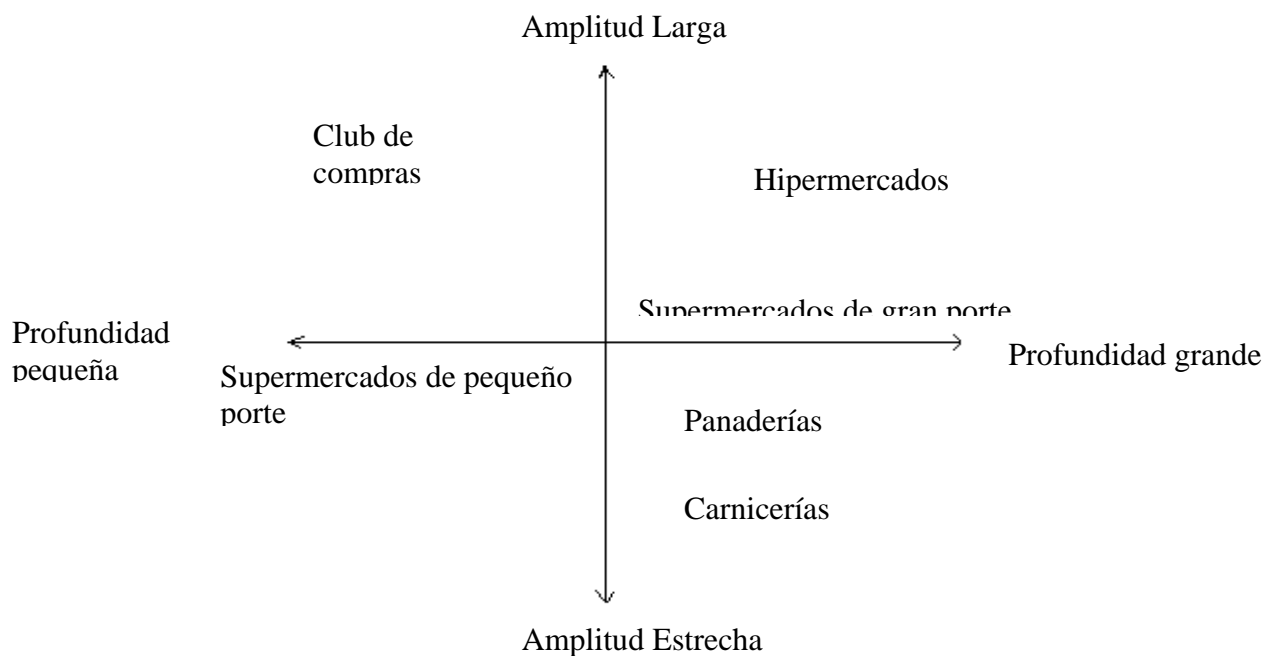 Amplitud Larga
Club de
compras
Hipermercados
Supermercados de gran porte
Profundidad
pequeña
Profundidad grande
Supermercados de pequeño
porte
Panaderías
Carnicerías
Amplitud Estrecha